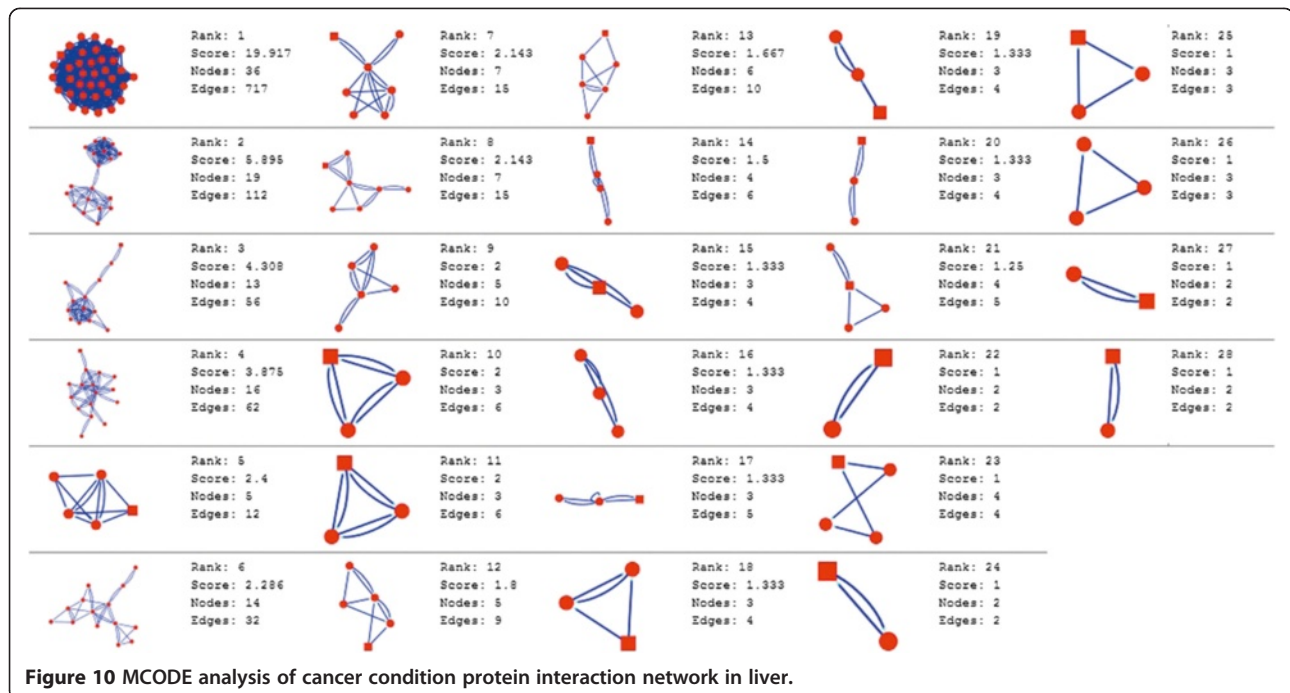 Rank: 1
Score: 19.917
Nodes: 36
Edges: 717
Rank: 7
Score: 2.143
Nodes: 7
Edges: 15
Rank: 13
Score: 1.667
Nodes: 6
Edges: 10
Rank: 19
Score: 1.333
Nodes: 3
Edges: 4
Rank: 25
Score: 1
Nodes: 3
Edges: 3
Rank: 2
Score: 5.895
Nodes: 19
Edges: 112
Rank: 8
Score: 2.143
Nodes: 7
Edges: 15
Rank: 14
Score: 1.5
Nodes: 4
Edges: 6
Rank: 20
Score: 1.333
Nodes: 3
Edges: 4
Rank: 26
Score: 1
Nodes: 3
Edges: 3
Rank: 3
Score: 4.308
Nodes: 13
Edges: 56
Rank: 9
Score: 2
Nodes: 5
Edges: 10
Rank: 15
Score: 1.333
Nodes: 3
Edges: 4
Rank: 21
Score: 1.25
Nodes: 4
Edges: 5
Rank: 27
Score: 1
Nodes: 2
Edges: 2
Rank: 4
Score: 3.875
Nodes: 16
Edges: 62
Rank: 10
Score: 2
Nodes: 3
Edges: 6
Rank: 16
Score: 1.333
Nodes: 3
Edges: 4
Rank: 22
Score: 1
Nodes: 2
Edges: 2
Rank: 28
Score: 1
Nodes: 2
Edges: 2
Rank: 5
Score: 2.4
Nodes: 5
Edges: 12
Rank: 11
Score: 2
Nodes: 3
Edges: 6
Rank: 17
Score: 1.333
Nodes: 3
Edges: 5
Rank: 23
Score: 1
Nodes: 4
Edges: 4
Rank: 6
Score: 2.286
Nodes: 14
Edges: 32
Rank: 12
Score: 1.8
Nodes: 5
Edges: 9
Rank: 18
Score: 1.333
Nodes: 3
Edges: 4
Rank: 24
Score: 1
Nodes: 2
Edges: 2
Figure 10 MCODE analysis of cancer condition protein interaction network in liver.